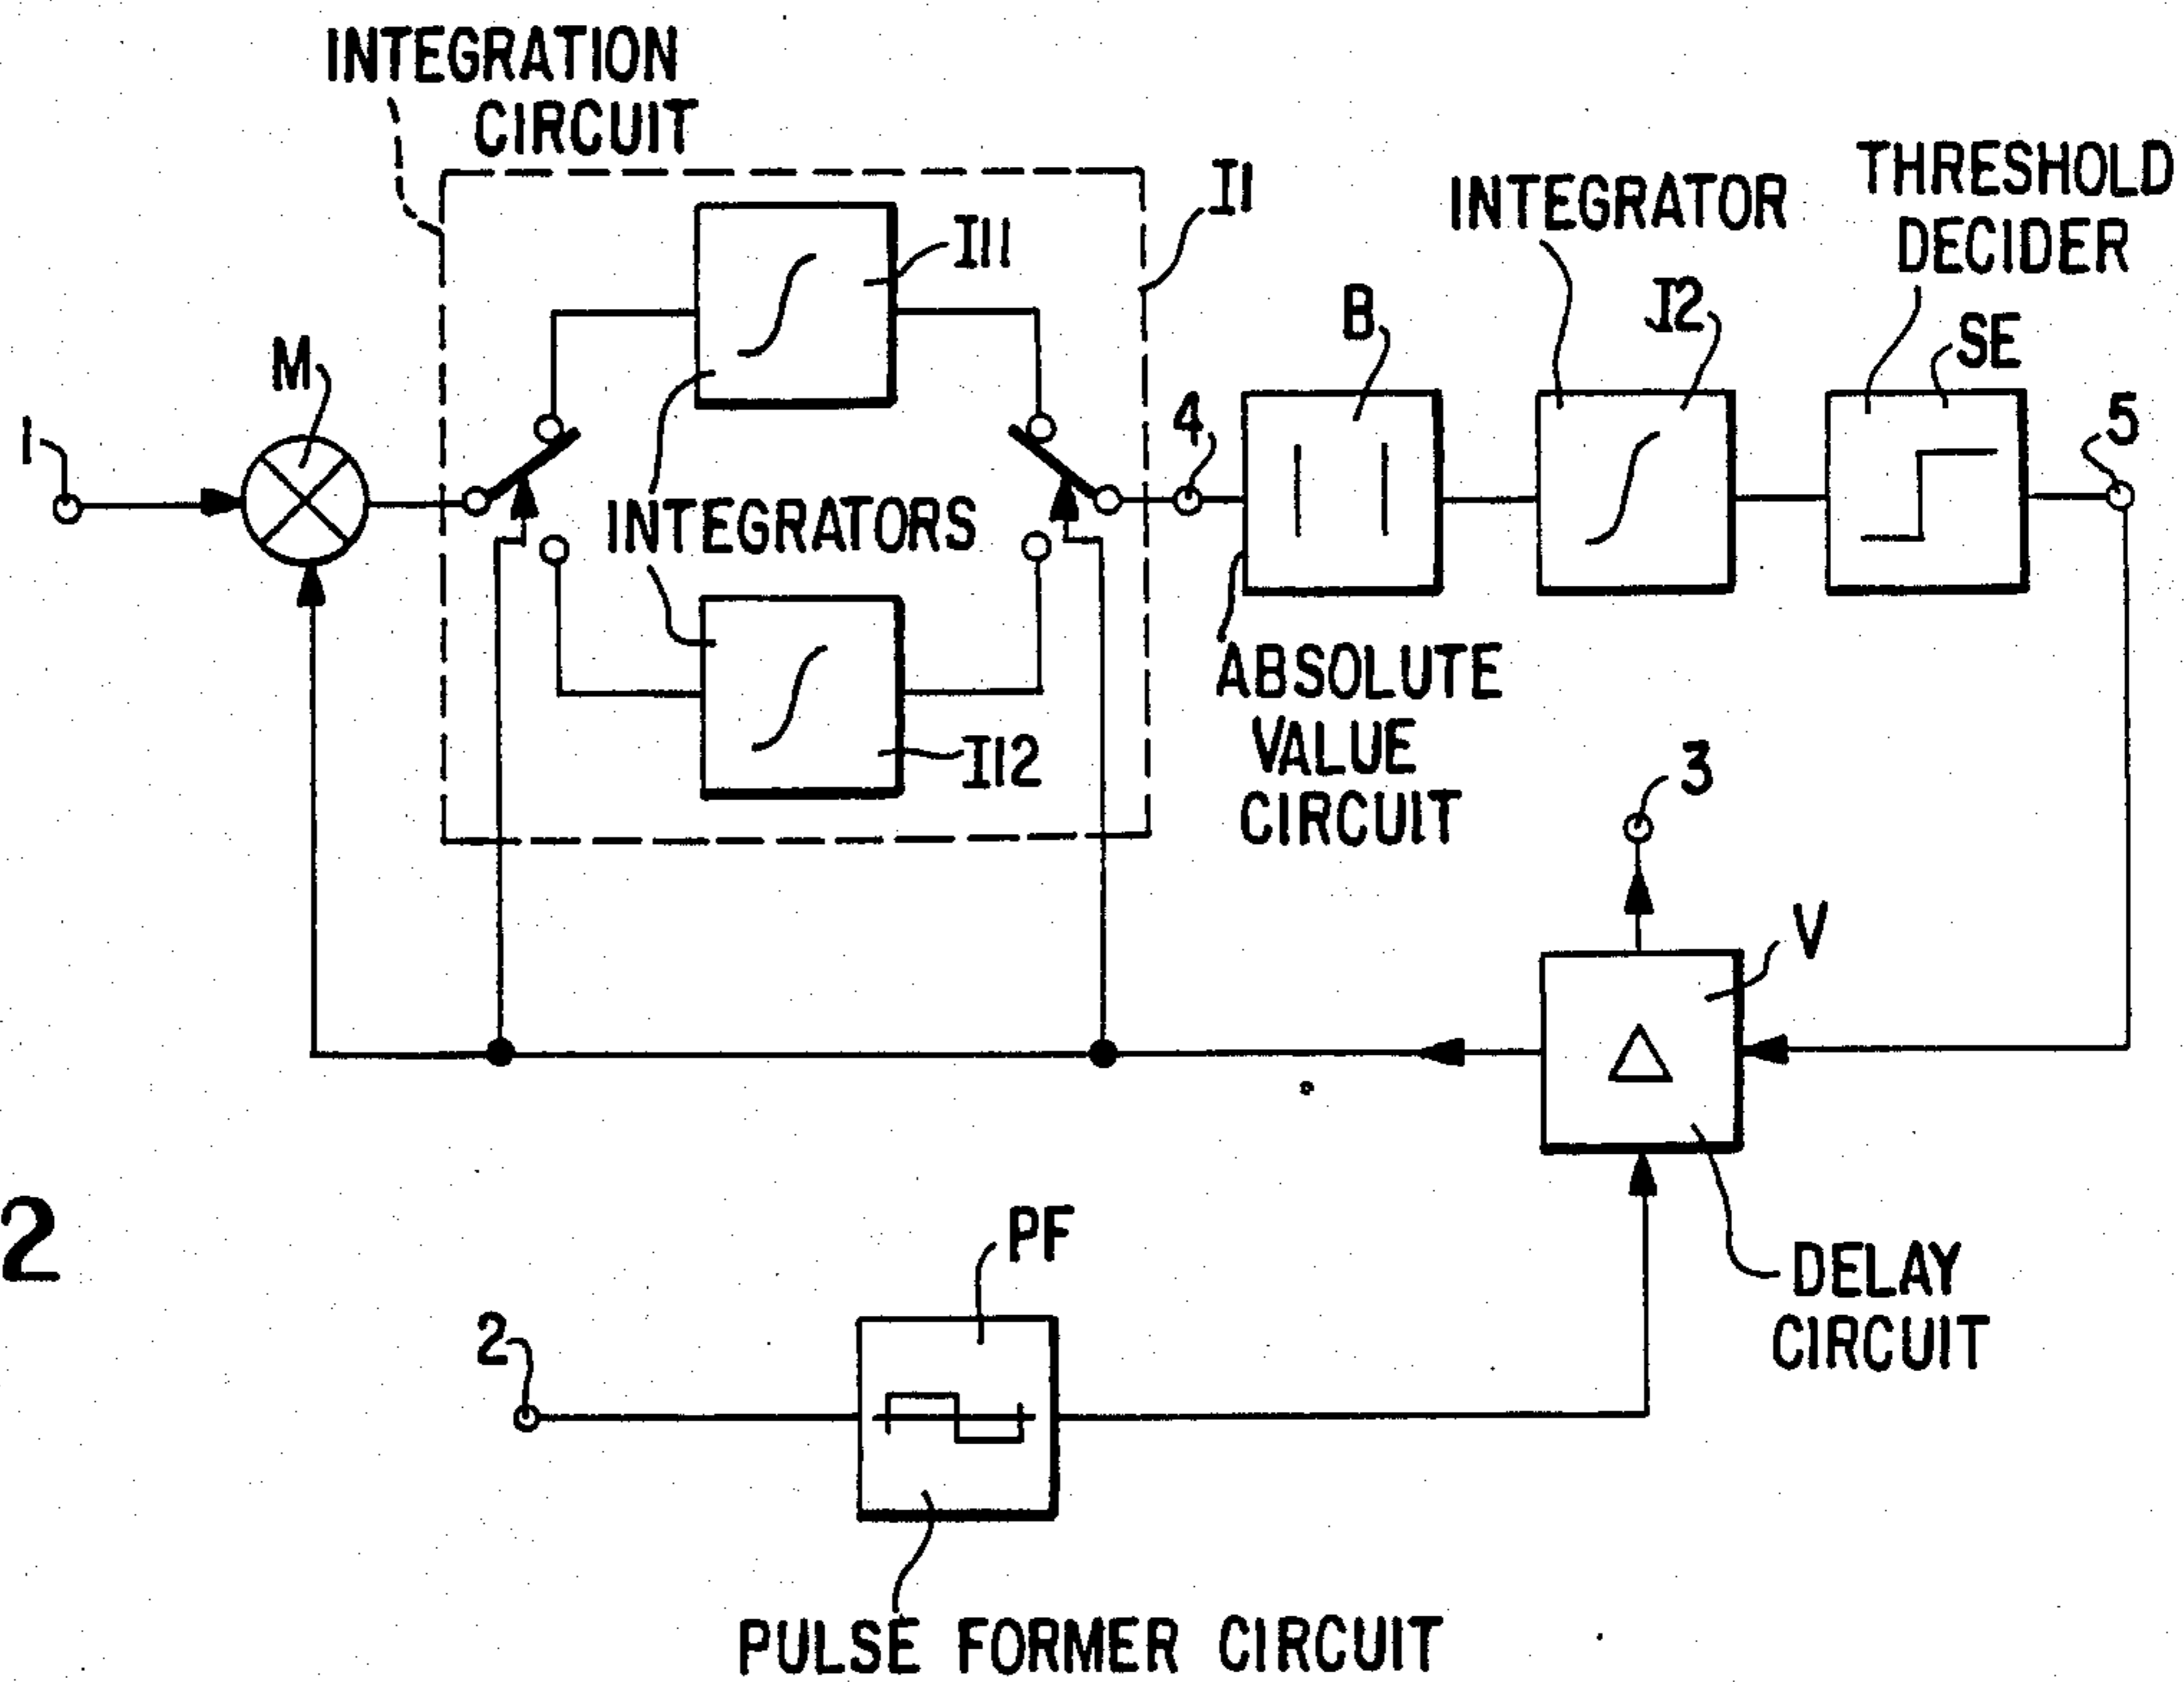 INTEGRATION
CIRCUIT
I1
INTEGRATOR
THRESHOLD
DECIDER
I11
B
I2
SE
M
1
4
5
INTEGRATORS
ABSOLUTE
VALUE
CIRCUIT
I12
3
V
2
PF
DELAY
CIRCUIT
2
PULSE FORMER CIRCUIT